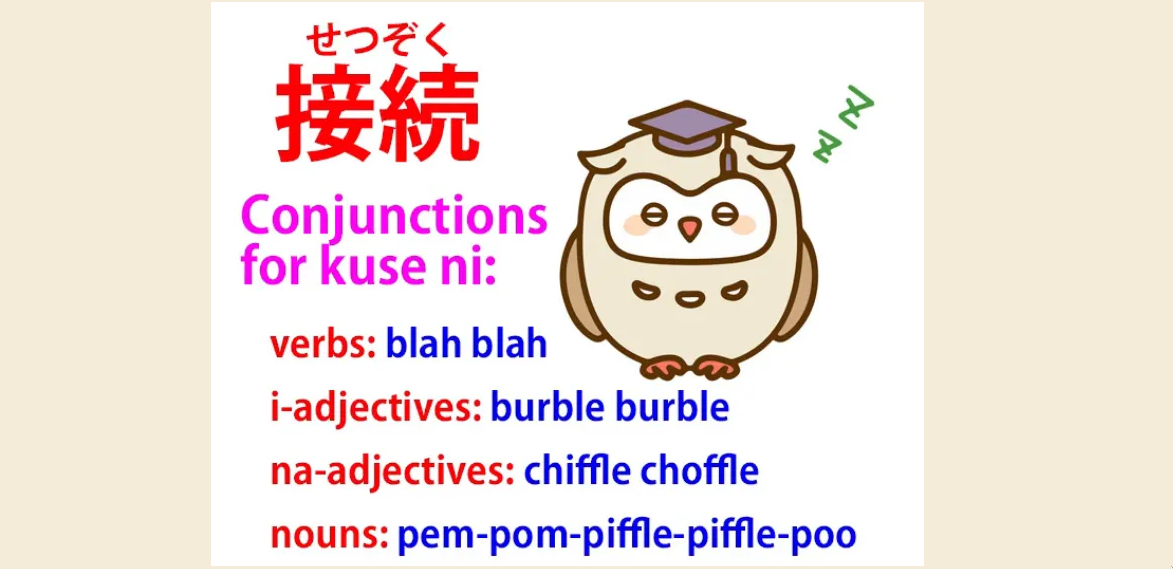 せつぞく
接続
Conjunctions
for kuse ni:
verbs: blah blah
i-adjectives: burble burble
na-adjectives: chiffle choffle
nouns: pem-pom-piffle-piffle-poo
z
z